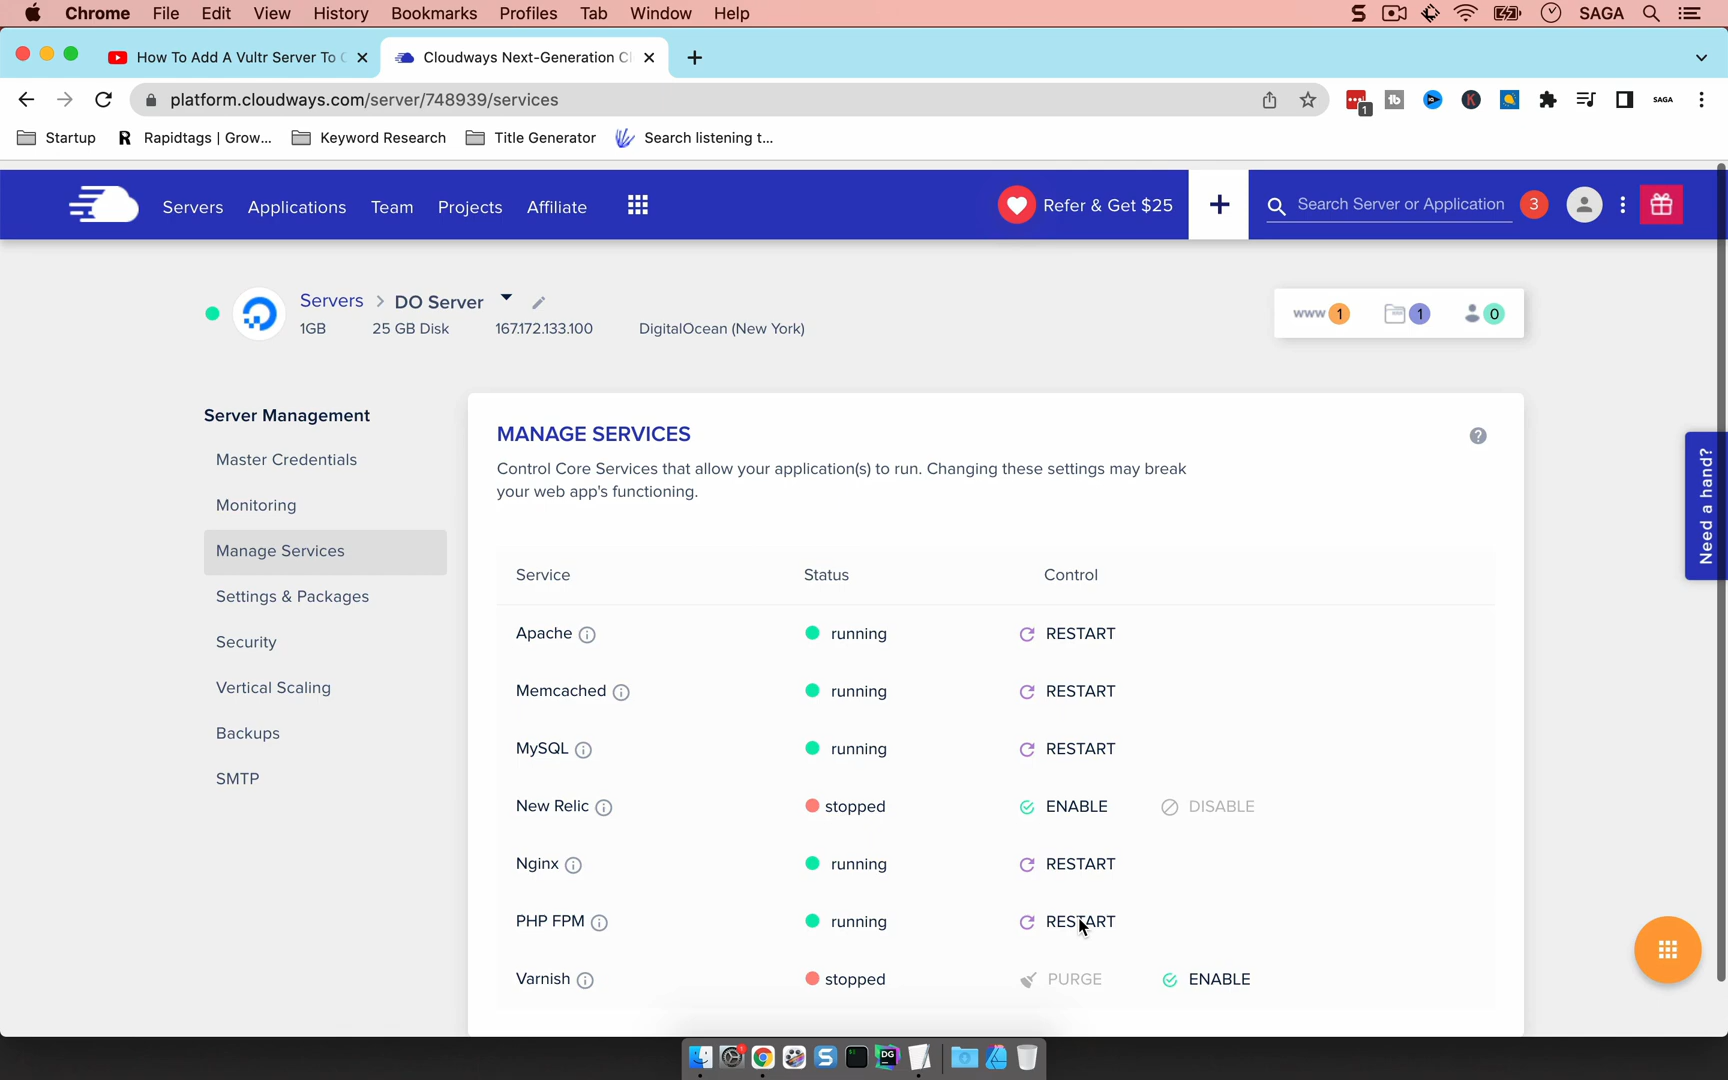 Chrome File Edit View History Bookmarks Profiles Tab Window Help SAGA
How To Add A Vultr Server To C
Cloudways Next-Generation Cl
platform.cloudways.com/server/748939/services
1 tb K SAGA
Startup R Rapidtags | Grow... Keyword Research Title Generator Search listening t...
Servers Applications Team Projects Affiliate Refer & Get $25 + Search Server or Application 3
Servers > DO Server
1GB 25 GB Disk 167.172.133.100 DigitalOcean (New York)
www 1 1 0
Server Management
Master Credentials
Monitoring
Manage Services
Settings & Packages
Security
Vertical Scaling
Backups
SMTP
MANAGE SERVICES
Control Core Services that allow your application(s) to run. Changing these settings may break
your web app's functioning.
Service Status Control
Apache running RESTART
Memcached running RESTART
MySQL running RESTART
New Relic stopped ENABLE DISABLE
Nginx running RESTART
PHP FPM running RESTART
Varnish stopped PURGE ENABLE
Need a hand?
1
S
DG